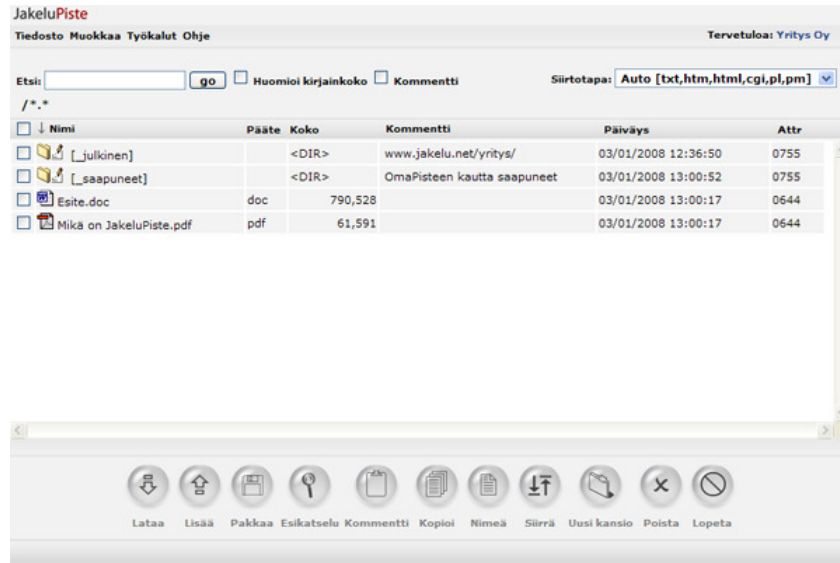 JakeluPiste
Tiedosto Muokkaa Työkalut Ohje Tervetuloa: Yritys Oy
Etsi: go Huomioi kirjainkoko Kommentti Siirtotapa: Auto [txt,htm,html,cgi,pl,pm]
/*.*
↓ Nimi Pääte Koko Kommentti Päiväys Attr
[_julkinen] <DIR> www.jakelu.net/yritys/ 03/01/2008 12:36:50 0755
[_saapuneet] <DIR> OmaPisteen kautta saapuneet 03/01/2008 13:00:52 0755
Esite.doc doc 790,528 03/01/2008 13:00:17 0644
Mikä on JakeluPiste.pdf pdf 61,591 03/01/2008 13:00:17 0644
Lataa Lisää Pakkaa Esikatselu Kommentti Kopioi Nimeä Siirrä Uusi kansio Poista Lopeta